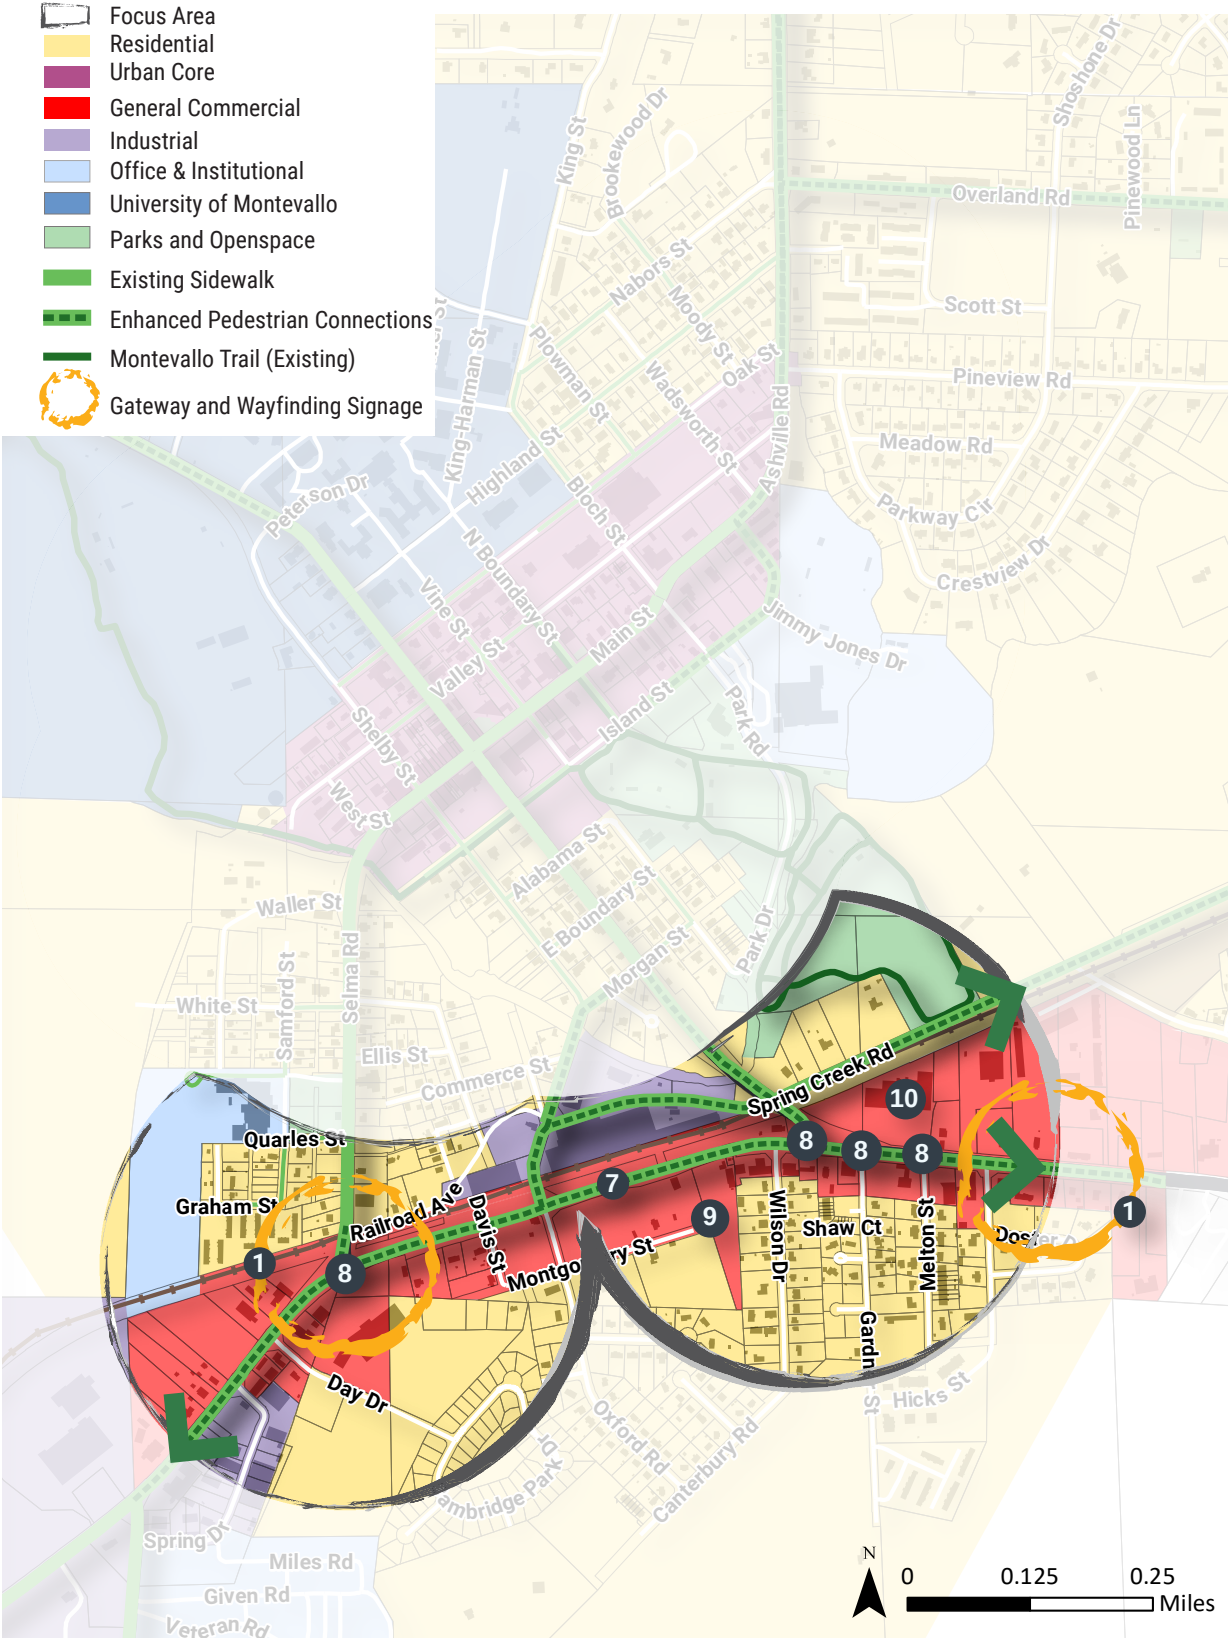 Focus Area
Residential
Urban Core
General Commercial
Industrial
Office & Institutional
University of Montevallo
Parks and Openspace
Existing Sidewalk
Enhanced Pedestrian Connections
Montevallo Trail (Existing)
Gateway and Wayfinding Signage
Shoshone Dr
King St
Brookewood Dr
Pinewood Ln
Overland Rd
Nabors St
Moody St
Scott St
Plowman St
King-Harman St
Wadsworth St
Oak St
Pineview Rd
Ashville Rd
Meadow Rd
Highland St
Peterson Dr
Bloch St
Parkway Cir
N Boundary St
Crestview Dr
Vine St
Main St
Jimmy Jones Dr
Valley St
Island St
Park Rd
Shelby St
West St
Alabama St
E Boundary St
Waller St
Park Dr
Morgan St
Selma Rd
Samford St
White St
Ellis St
Commerce St
Spring Creek Rd
10
Quarles St
8
8
8
7
Graham St
Railroad Ave
Davis St
9
Wilson Dr
Shaw Ct
Melton St
1
Montgo
ry St
Doster D
1
8
Gardn
St
Day Dr
Hicks St
Oxford Rd
Canterbury Rd
ambridge Park Dr
Spring Dr
Miles Rd
Given Rd
Veteran Rd
N
0 0.125 0.25
Miles